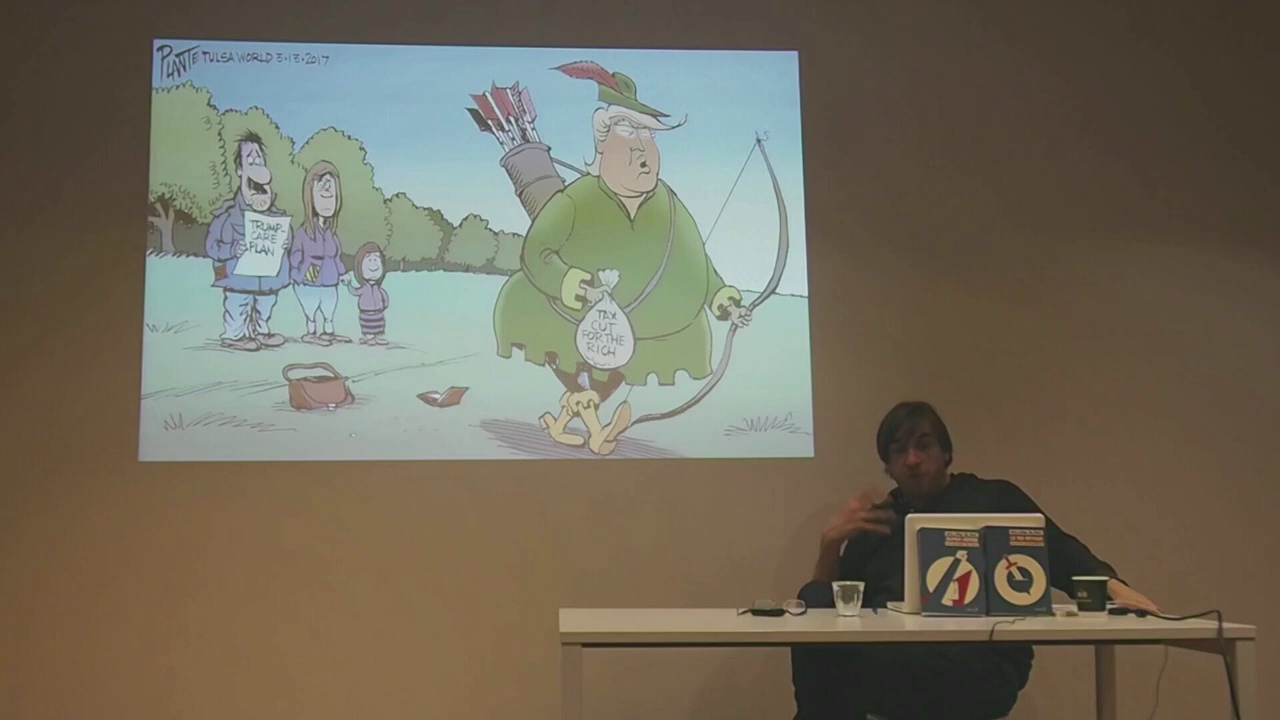 PLANTE TULSA WORLD 3·13·2017
TRUMP-
CARE
PLAN
TAX
CUT
FOR THE
RICH